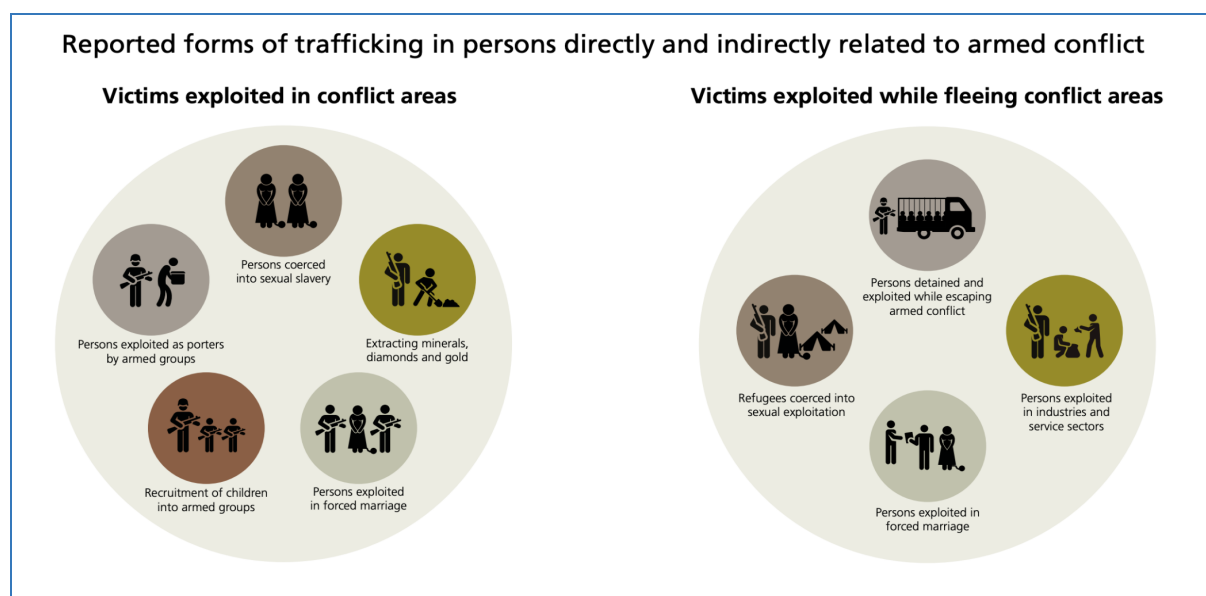 Reported forms of trafficking in persons directly and indirectly related to armed conflict
Victims exploited in conflict areas
Persons coerced
into sexual slavery
Persons exploited as porters
by armed groups
Extracting minerals,
diamonds and gold
Recruitment of children
into armed groups
Persons exploited
in forced marriage
Victims exploited while fleeing conflict areas
Persons detained and
exploited while escaping
armed conflict
Refugees coerced into
sexual exploitation
Persons exploited
in industries and
service sectors
Persons exploited in
forced marriage